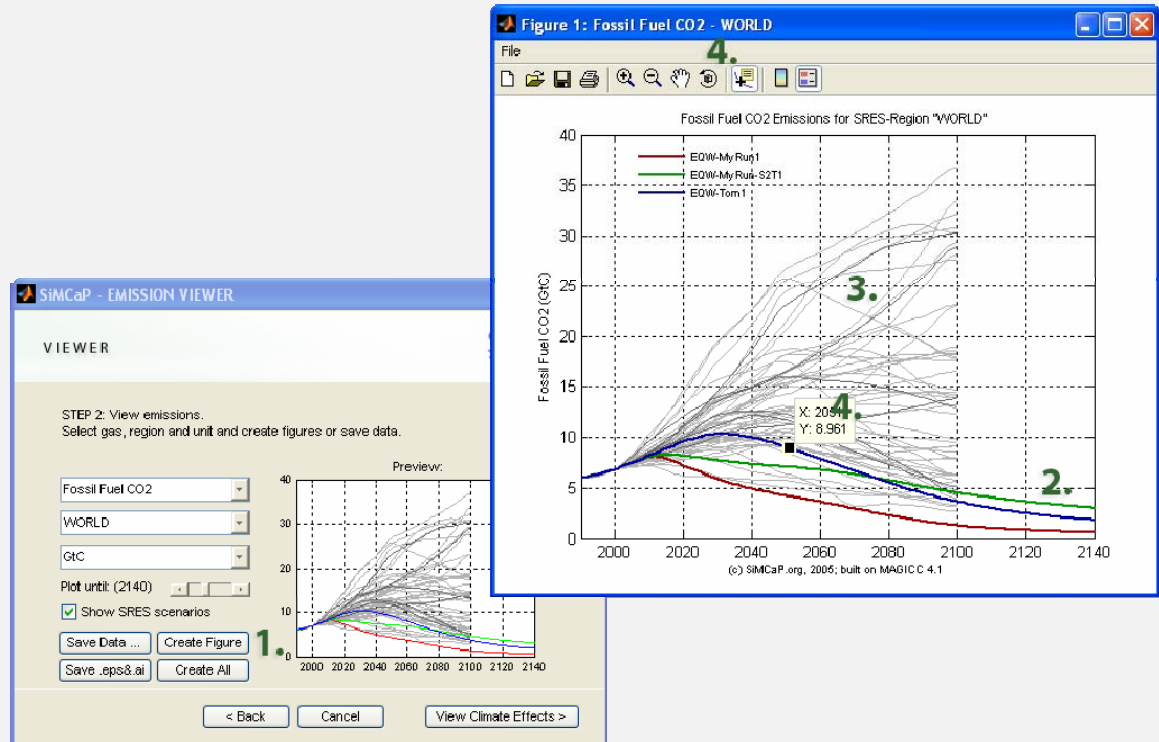 Figure 1: Fossil Fuel CO2 - WORLD
File
4.
Fossil Fuel CO2 Emissions for SRES-Region "WORLD"
EQW-My Run1
EQW-My Run-S2T1
EQW-Tom1
40
35
30
25
20
15
10
5
0
Fossil Fuel CO2 (GtC)
3.
4.
X:
Y: 8.961
2.
2000 2020 2040 2060 2080 2100 2120 2140
(c) SiMCaP.org, 2005; built on MAGICC 4.1
SiMCaP - EMISSION VIEWER
VIEWER
STEP 2: View emissions.
Select gas, region and unit and create figures or save data.
Fossil Fuel CO2
WORLD
GtC
Plot until: (2140)
Show SRES scenarios
Save Data ... Create Figure
Save .eps&.ai Create All
1.
Preview:
40
30
20
10
0
2000 2020 2040 2060 2080 2100 2120 2140
< Back Cancel View Climate Effects >